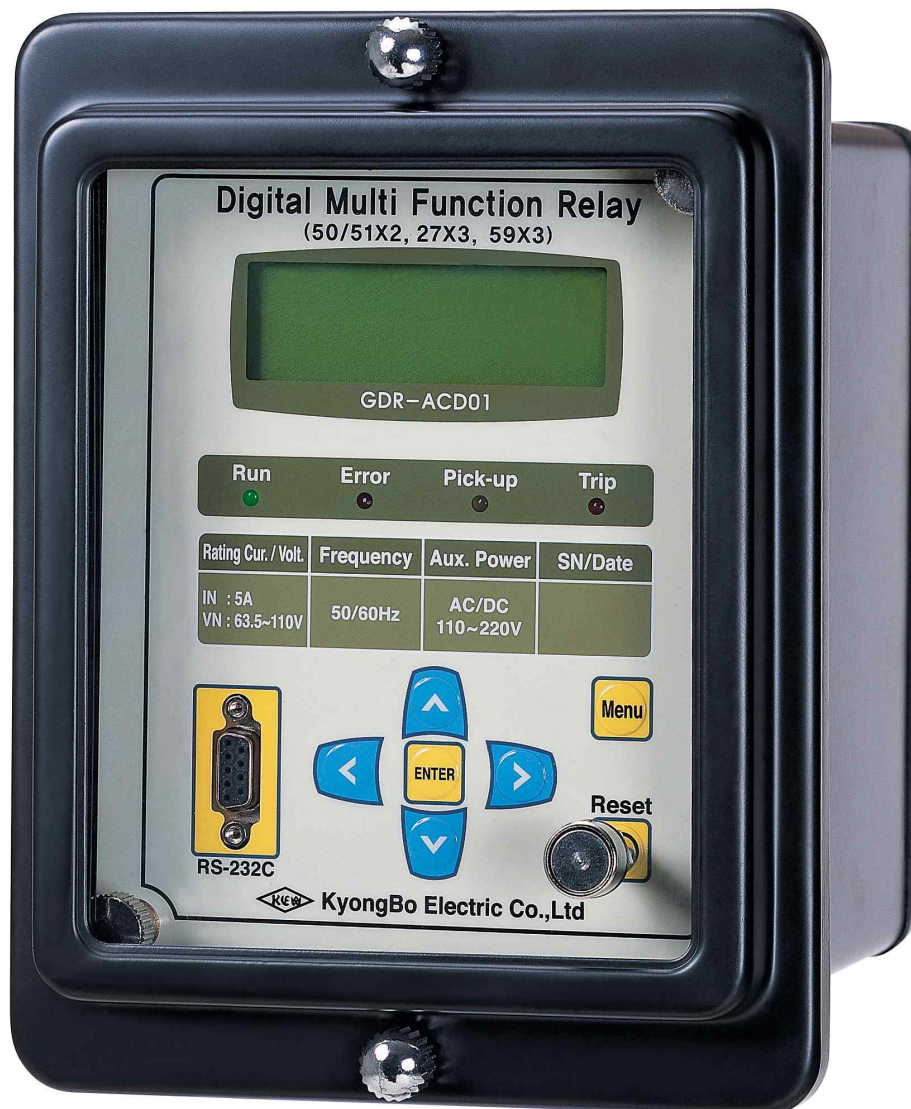 Digital Multi Function Relay
(50/51X2, 27X3, 59X3)
GDR-ACD01
Run Error Pick-up Trip
Rating Cur. / Volt. Frequency Aux. Power SN/Date
IN : 5A
VN : 63.5~110V
50/60Hz
AC/DC
110~220V
Menu
ENTER
Reset
RS-232C
KEW KyongBo Electric Co.,Ltd